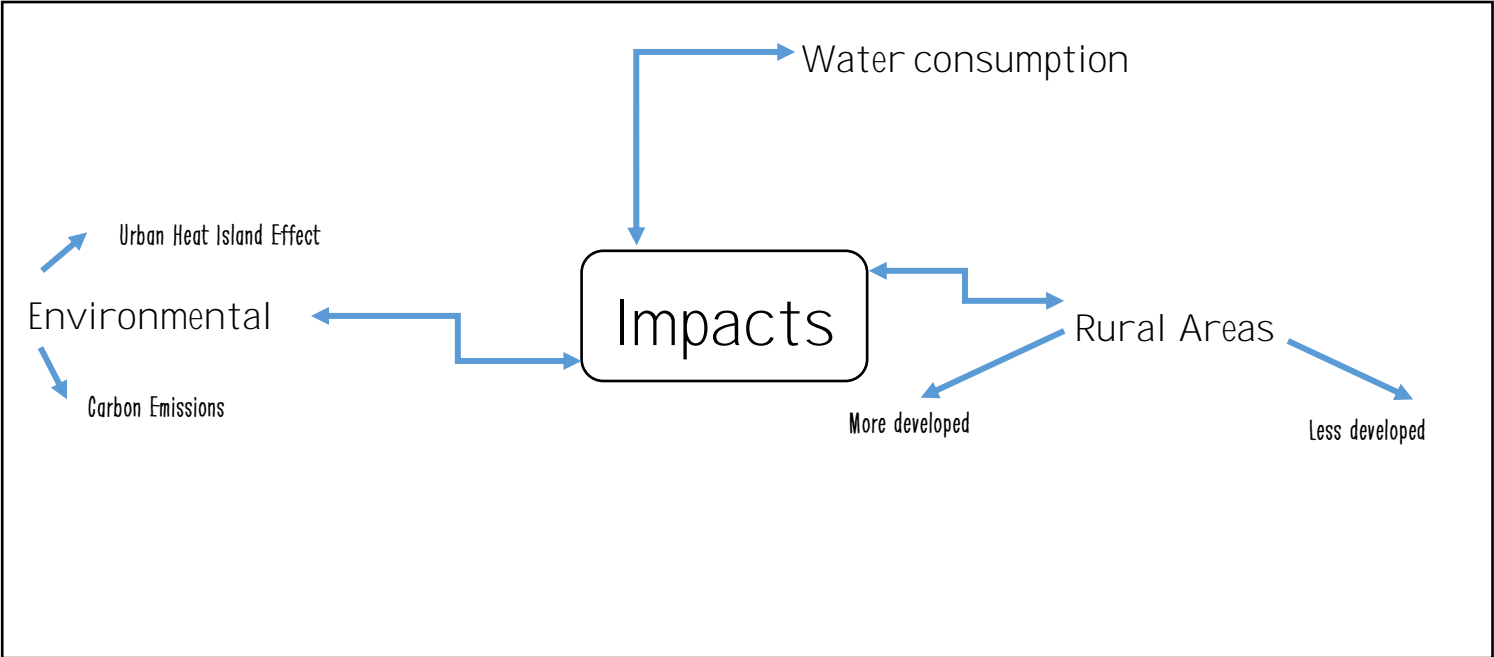 Water consumption
Urban Heat Island Effect
Environmental
Impacts
Rural Areas
Carbon Emissions
More developed
Less developed